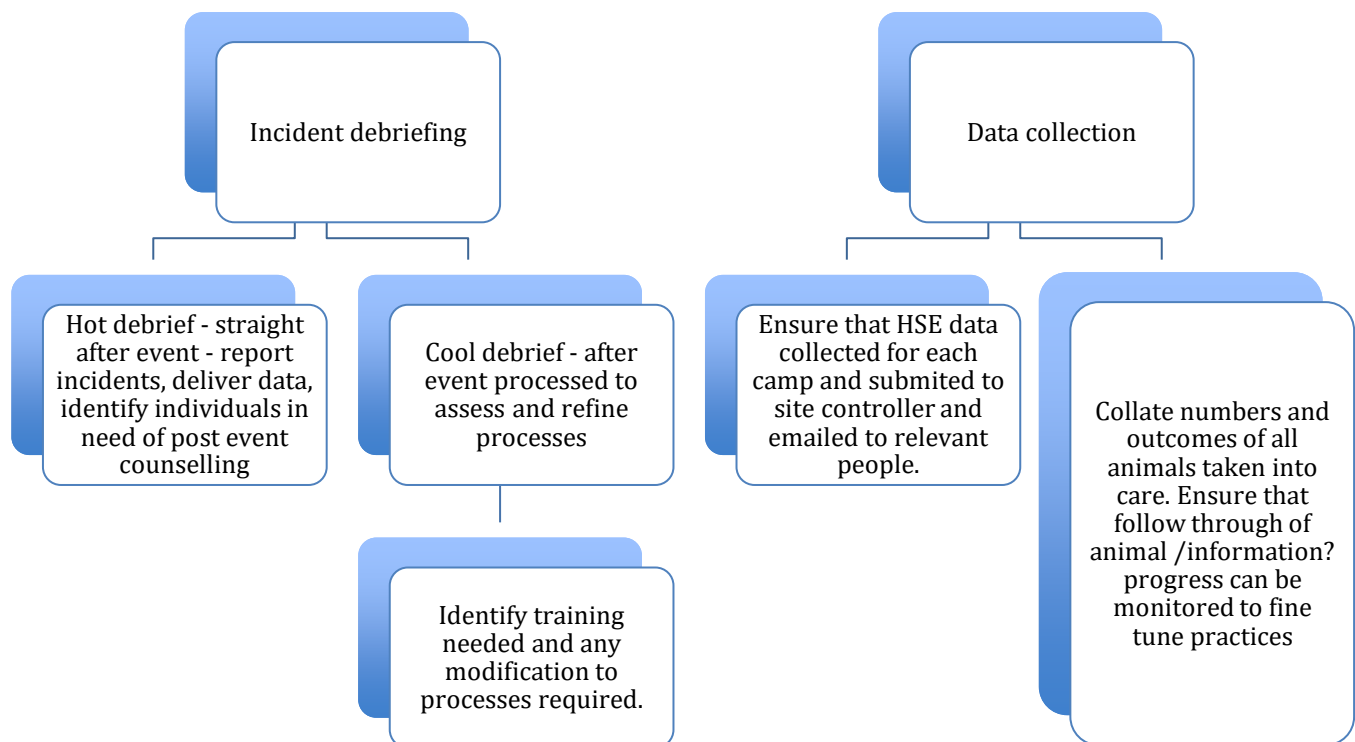 Incident debriefing
Data collection
Hot debrief - straight
after event - report
incidents, deliver data,
identify individuals in
need of post event
counselling
Cool debrief - after
event processed to
assess and refine
processes
Ensure that HSE data
collected for each
camp and submited to
site controller and
emailed to relevant
people.
Collate numbers and
outcomes of all
animals taken into
care. Ensure that
follow through of
animal /information?
progress can be
monitored to fine
tune practices
Identify training
needed and any
modification to
processes required.